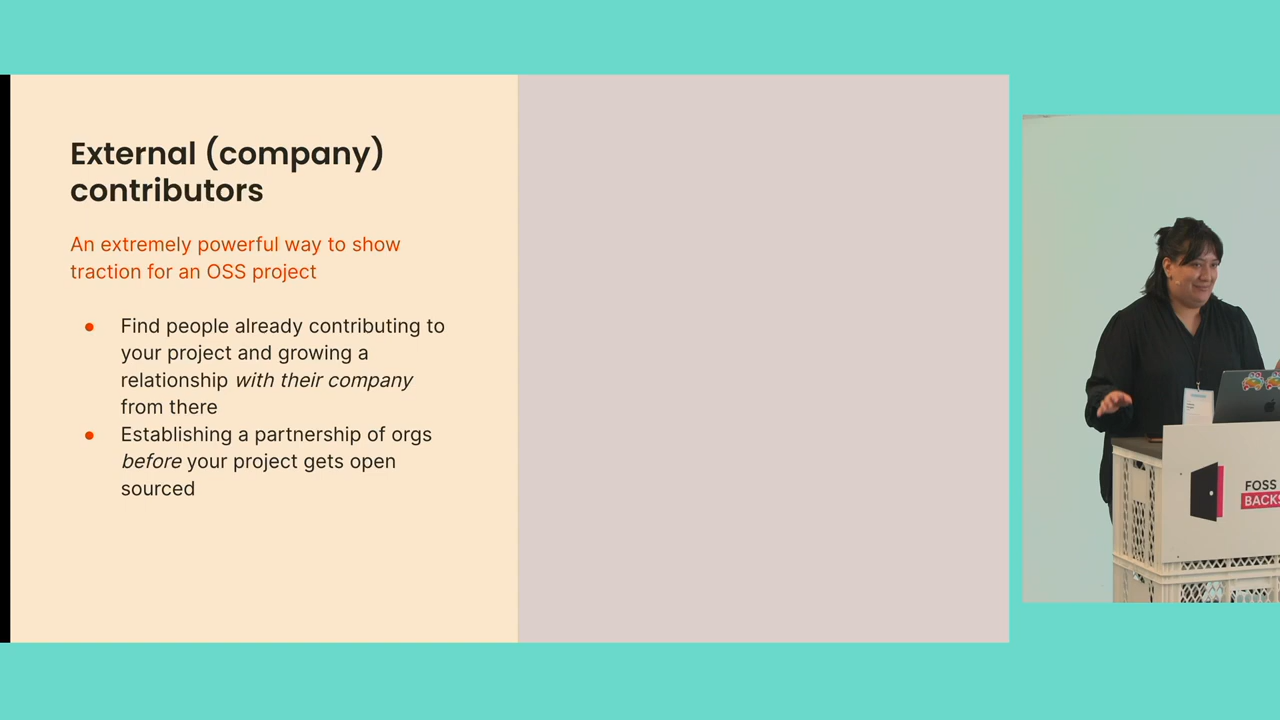 External (company)
contributors
An extremely powerful way to show
traction for an OSS project
● Find people already contributing to
your project and growing a
relationship with their company
from there
● Establishing a partnership of orgs
before your project gets open
sourced
FOSS
BACKS